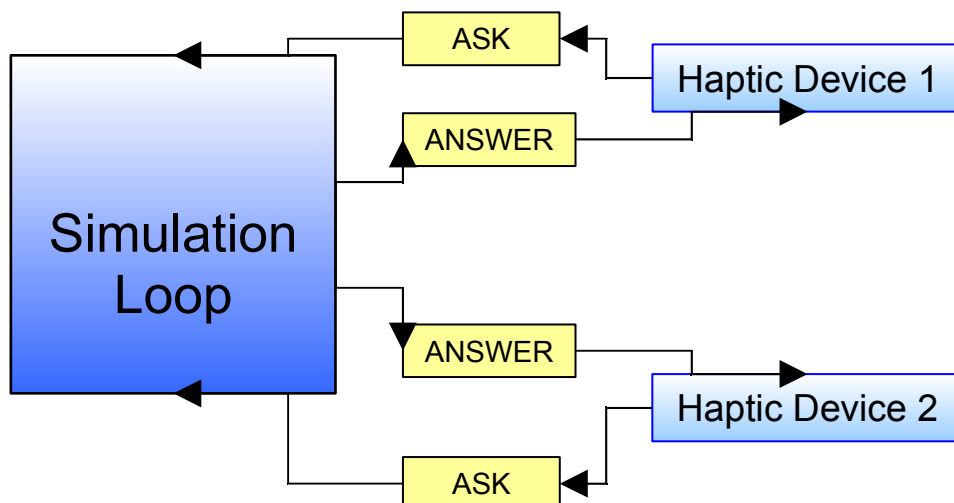 ASK
Haptic Device 1
ANSWER
Simulation
Loop
ANSWER
Haptic Device 2
ASK